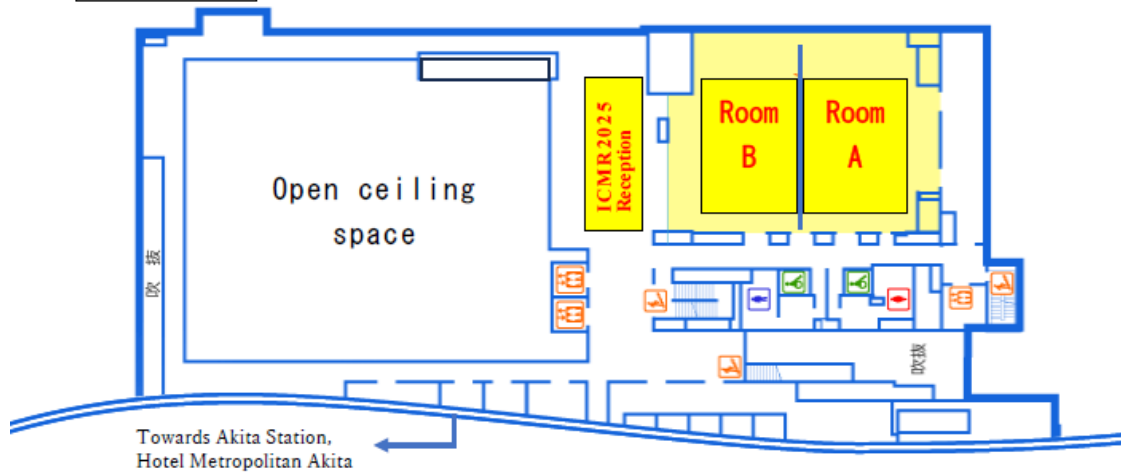 ICMR2025
Reception
Room
B
Room
A
Open ceiling
space
吹抜
吹抜
Towards Akita Station,
Hotel Metropolitan Akita